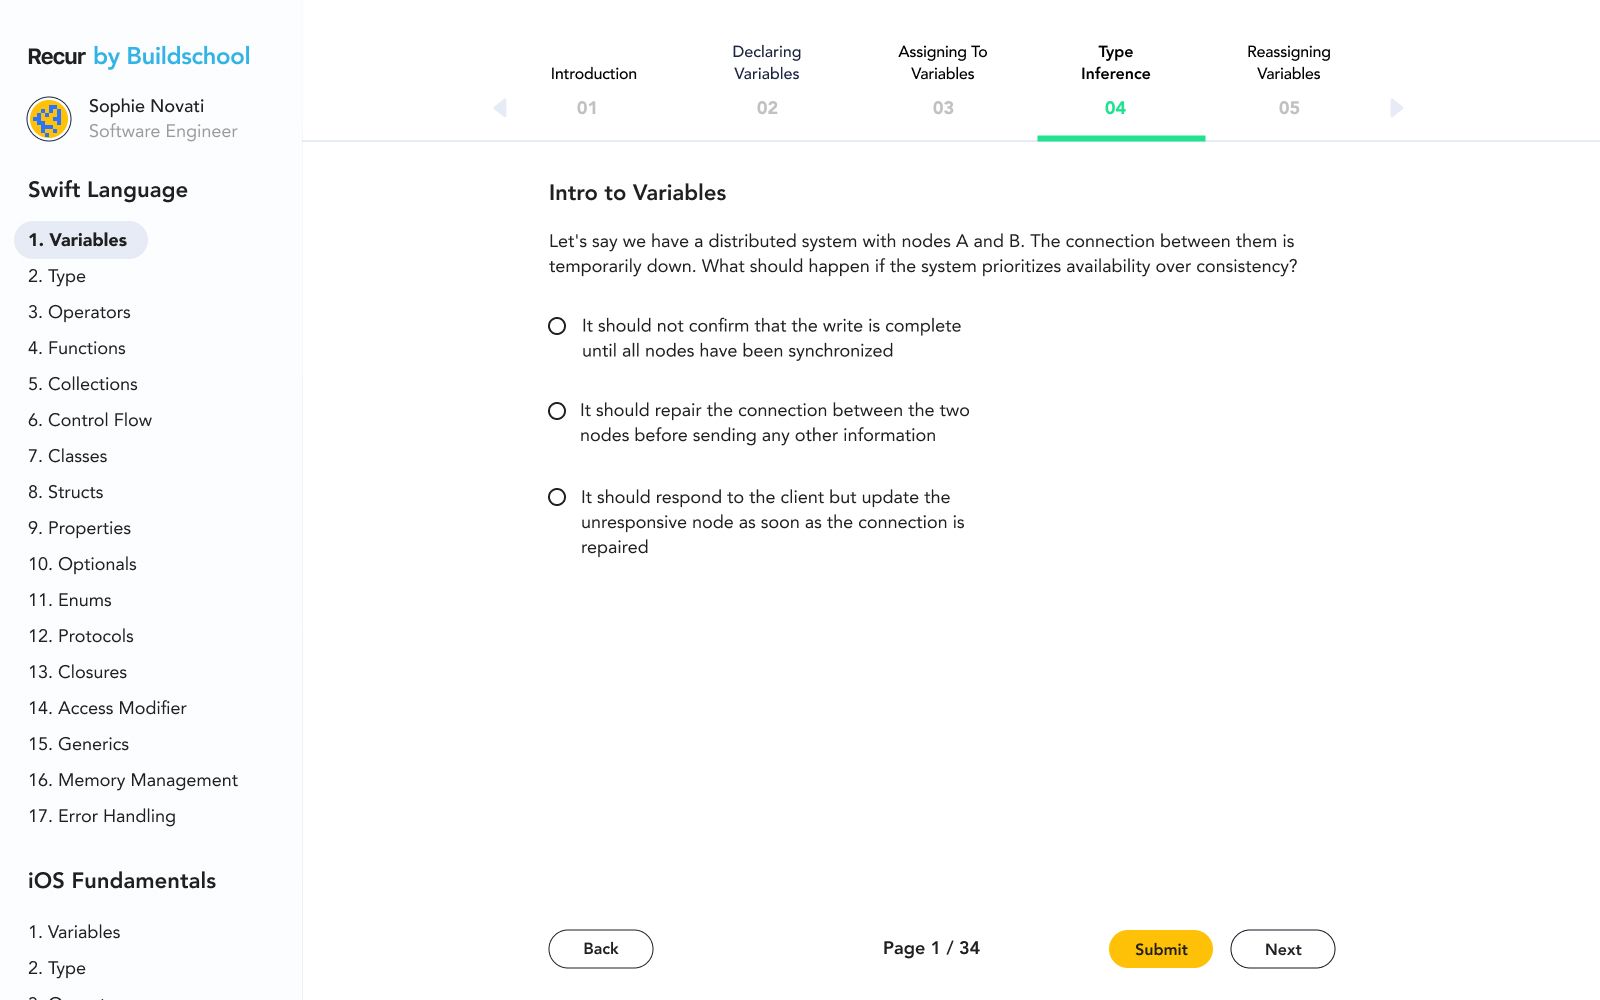 Recur by Buildschool
Sophie Novati
Software Engineer
Swift Language
1. Variables
2. Type
3. Operators
4. Functions
5. Collections
6. Control Flow
7. Classes
8. Structs
9. Properties
10. Optionals
11. Enums
12. Protocols
13. Closures
14. Access Modifier
15. Generics
16. Memory Management
17. Error Handling
iOS Fundamentals
1. Variables
2. Type
Introduction
01
Declaring
Variables
02
Assigning To
Variables
03
Type
Inference
04
Reassigning
Variables
05
Intro to Variables
Let's say we have a distributed system with nodes A and B. The connection between them is
temporarily down. What should happen if the system prioritizes availability over consistency?
It should not confirm that the write is complete
until all nodes have been synchronized
It should repair the connection between the two
nodes before sending any other information
It should respond to the client but update the
unresponsive node as soon as the connection is
repaired
Back
Page 1 / 34
Submit
Next